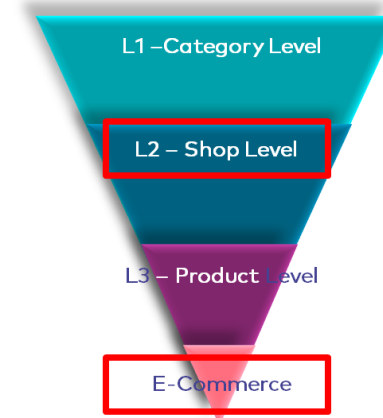 L1 –Category Level
L2 – Shop Level
L3 – Product Level
E-Commerce